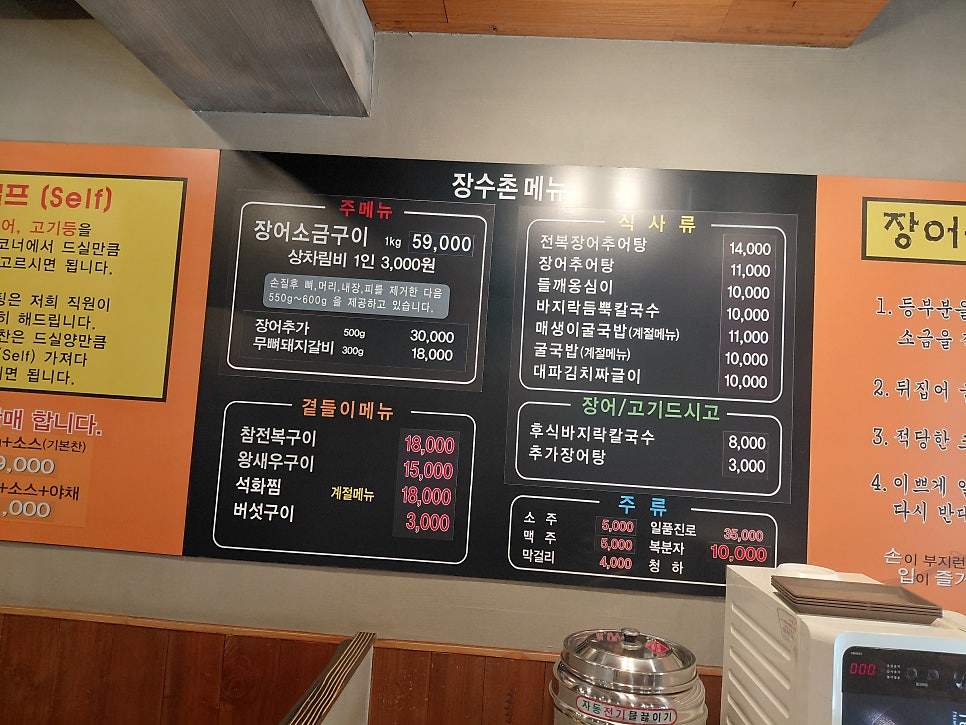 (Self)
고기등을
코너에서 드실만큼
고르시면 됩니다.
저희 직원이
해드립니다.
드실양만큼
(Self) 가져다
됩니다.
합니다.
+소스(기본찬)
9,000
+소스+야채
,000
장수촌메뉴
주메뉴
장어소금구이 1kg 59,000
상차림비 1인 3,000원
손질후 뼈,머리,내장,피를 제거한 다음
550g~600g 을 제공하고 있습니다.
장어추가 500g 30,000
무뼈돼지갈비 300g 18,000
곁들이메뉴
참전복구이 18,000
왕새우구이 15,000
석화찜 계절메뉴 18,000
버섯구이 3,000
식사류
전복장어추어탕 14,000
장어추어탕 11,000
들깨옹심이 10,000
바지락듬뿍칼국수 10,000
매생이굴국밥(계절메뉴) 11,000
굴국밥(계절메뉴) 10,000
대파김치짜글이 10,000
장어/고기드시고
후식바지락칼국수 8,000
추가장어탕 3,000
주류
소주 5,000 일품진로 35,000
맥주 5,000 복분자 10,000
막걸리 4,000 청하
장어
1. 등부분을
소금을
2. 뒤집어
3. 적당한
4. 이쁘게
다시 반대
손이 부지런
입이 즐거
자동전기물끓이기
000